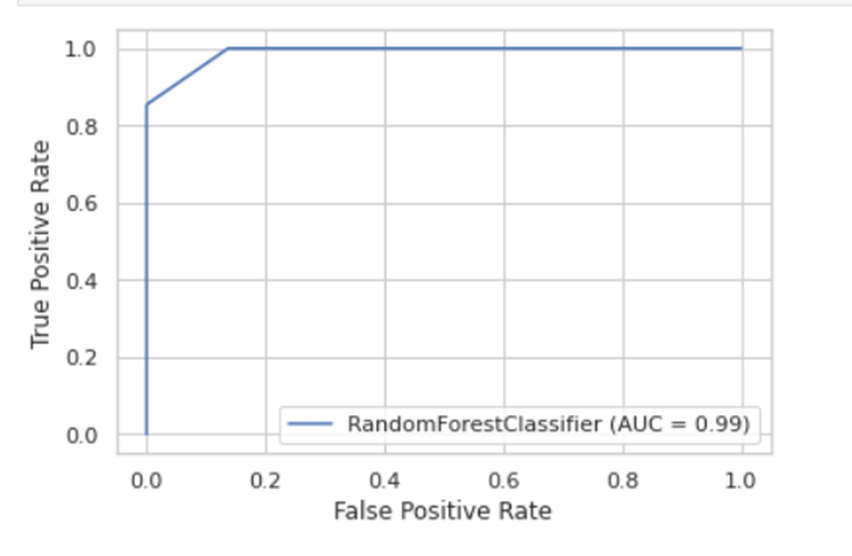 1.0
0.8
0.6
0.4
0.2
0.0
True Positive Rate
RandomForestClassifier (AUC = 0.99)
0.0 0.2 0.4 0.6 0.8 1.0
False Positive Rate